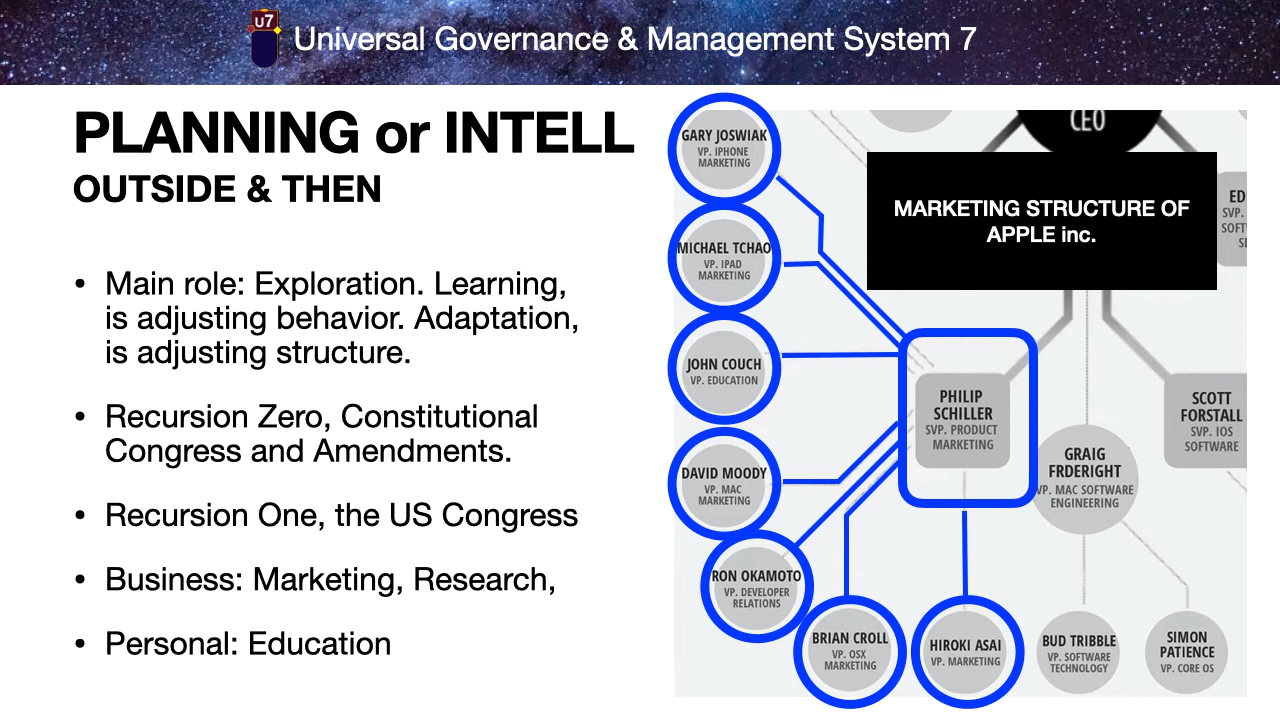 U7
Universal Governance & Management System 7
PLANNING or INTELL
OUTSIDE & THEN
• Main role: Exploration. Learning,
is adjusting behavior. Adaptation,
is adjusting structure.
• Recursion Zero, Constitutional
Congress and Amendments.
• Recursion One, the US Congress
• Business: Marketing, Research,
• Personal: Education
CEO
MARKETING STRUCTURE OF
APPLE inc.
GARY JOSWIAK
VP. IPHONE
MARKETING
MICHAEL TCHAO
VP. IPAD
MARKETING
JOHN COUCH
VP. EDUCATION
DAVID MOODY
VP. MAC
MARKETING
RON OKAMOTO
VP. DEVELOPER
RELATIONS
BRIAN CROLL
VP. OSX
MARKETING
HIROKI ASAI
VP. MARKETING
PHILIP
SCHILLER
SVP. PRODUCT
MARKETING
GRAIG
FRDERIGHT
VP. MAC SOFTWARE
ENGINEERING
BUD TRIBBLE
VP. SOFTWARE
TECHNOLOGY
SIMON
PATIENCE
VP. CORE OS
SCOTT
FORSTALL
SVP. IOS
SOFTWARE
ED
SVP.
SOFT
SE